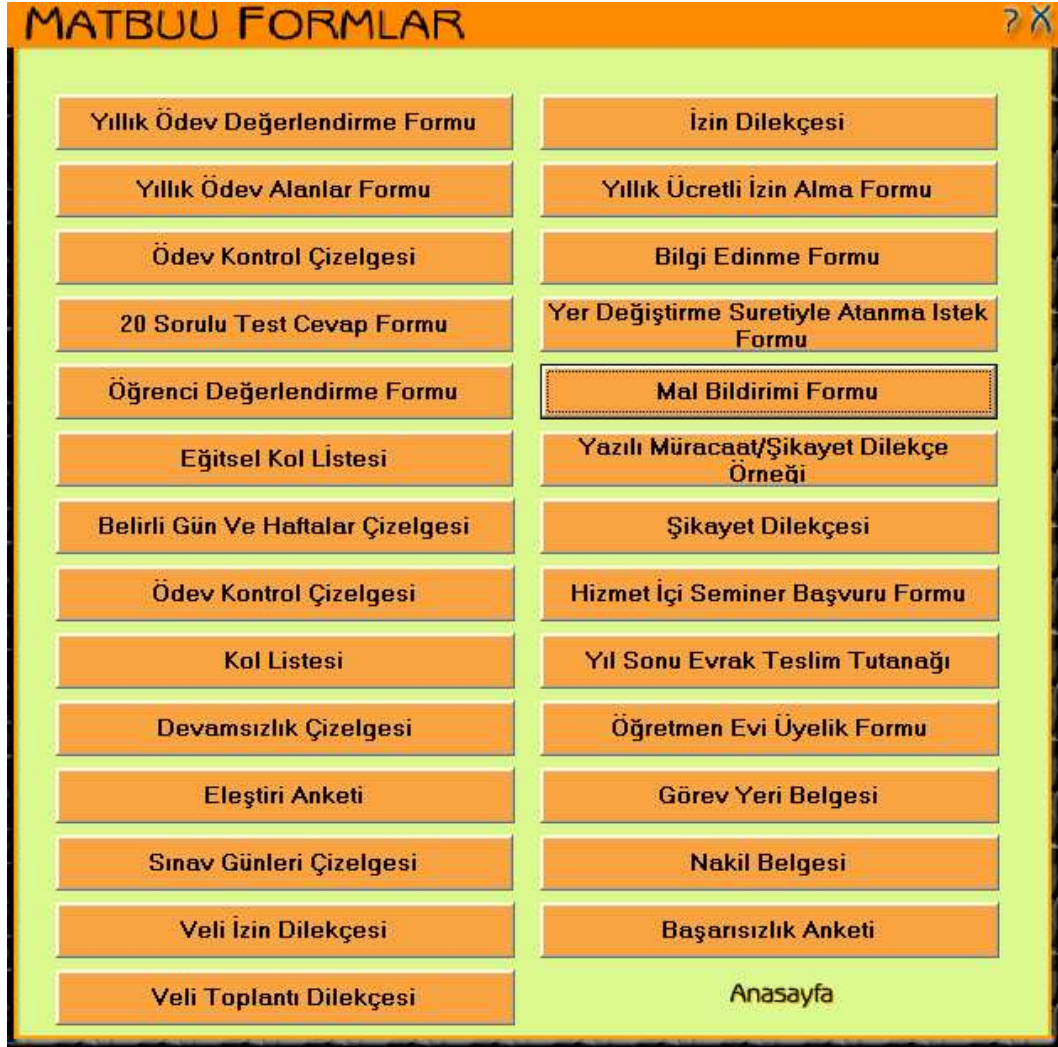 MATBUU FORMLAR
? X
Yıllık Ödev Değerlendirme Formu
Yıllık Ödev Alanlar Formu
Ödev Kontrol Çizelgesi
20 Sorulu Test Cevap Formu
Öğrenci Değerlendirme Formu
Eğitsel Kol LİStesi
Belirli Gün Ve Haftalar Çizelgesi
Ödev Kontrol Çizelgesi
Kol Listesi
Devamsızlık Çizelgesi
Eleştiri Anketi
Sınav Günleri Çizelgesi
Veli İzin Dilekçesi
Veli Toplantı Dilekçesi
İzin Dilekçesi
Yıllık Ücretli İzin Alma Formu
Bilgi Edinme Formu
Yer Değiştirme Suretiyle Atanma Istek
Formu
Mal Bildirimi Formu
Yazılı Müracaat/Şikayet Dilekçe
Örneği
Şikayet Dilekçesi
Hizmet İçi Seminer Başvuru Formu
Yıl Sonu Evrak Teslim Tutanağı
Öğretmen Evi Üyelik Formu
Görev Yeri Belgesi
Nakil Belgesi
Başarısızlık Anketi
Anasayfa